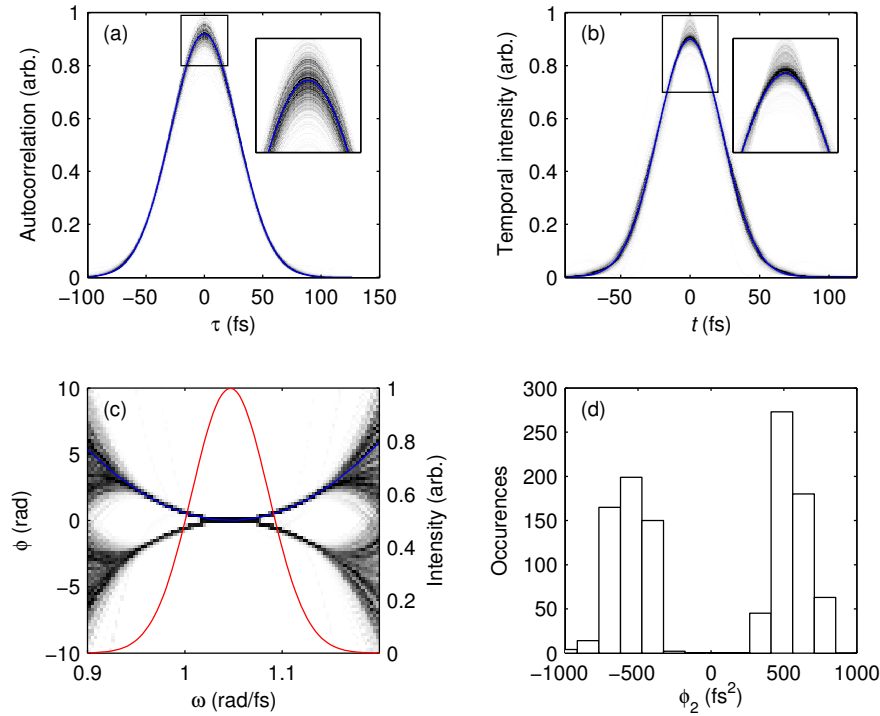 (a)
Autocorrelation (arb.)
1
0.8
0.6
0.4
0.2
0
−100 −50 0 50 100 150
τ (fs)
(b)
Temporal intensity (arb.)
1
0.8
0.6
0.4
0.2
0
−50 0 50 100
t (fs)
(c)
ϕ (rad)
10
5
0
−5
−10
0.9 1 1.1
ω (rad/fs)
1
0.8
0.6
0.4
0.2
0
Intensity (arb.)
(d)
Occurences
300
250
200
150
100
50
0
−1000 −500 0 500 1000
ϕ₂ (fs²)